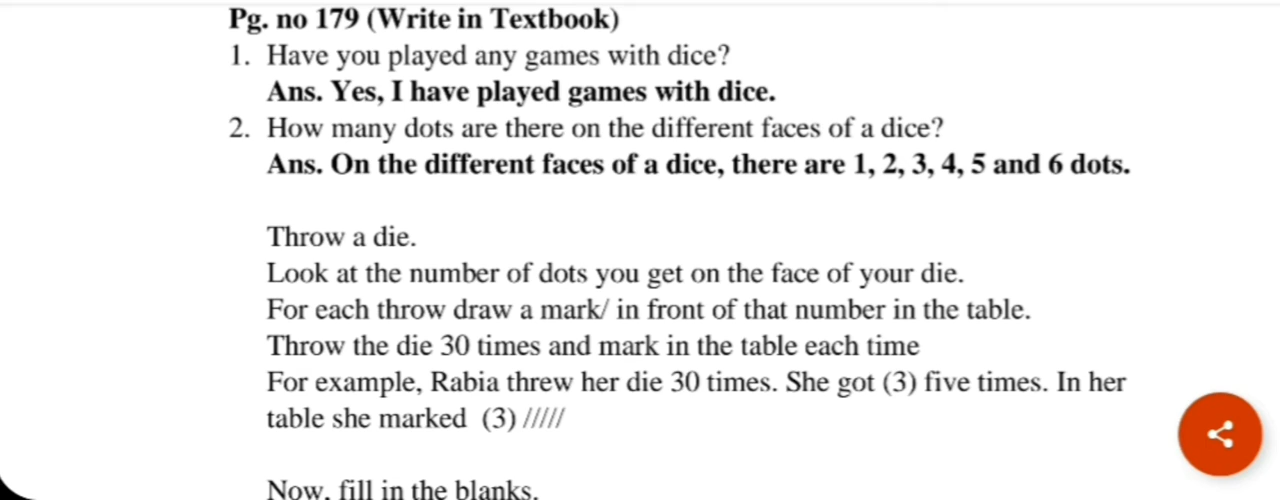 Pg. no 179 (Write in Textbook)
1. Have you played any games with dice?
Ans. Yes, I have played games with dice.
2. How many dots are there on the different faces of a dice?
Ans. On the different faces of a dice, there are 1, 2, 3, 4, 5 and 6 dots.
Throw a die.
Look at the number of dots you get on the face of your die.
For each throw draw a mark/ in front of that number in the table.
Throw the die 30 times and mark in the table each time
For example, Rabia threw her die 30 times. She got (3) five times. In her
table she marked (3) /////
Now, fill in the blanks.